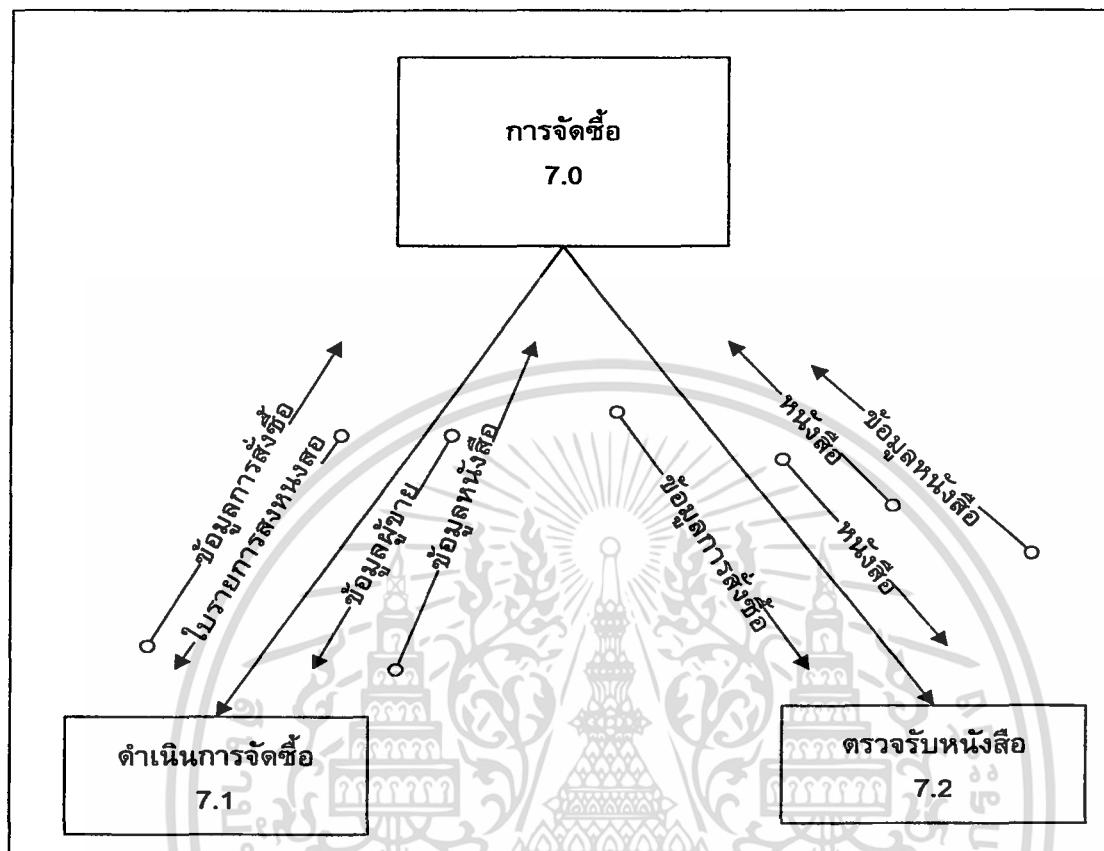 การจัดซื้อ
7.0
ข้อมูลการสั่งซื้อ
ใบรายการสงหนงสอ
ข้อมูลผู้ขาย
ข้อมูลหนังสือ
ข้อมูลการสั่งซื้อ
หนังสือ
หนังสือ
ข้อมูลหนังสือ
ดำเนินการจัดซื้อ
7.1
ตรวจรับหนังสือ
7.2